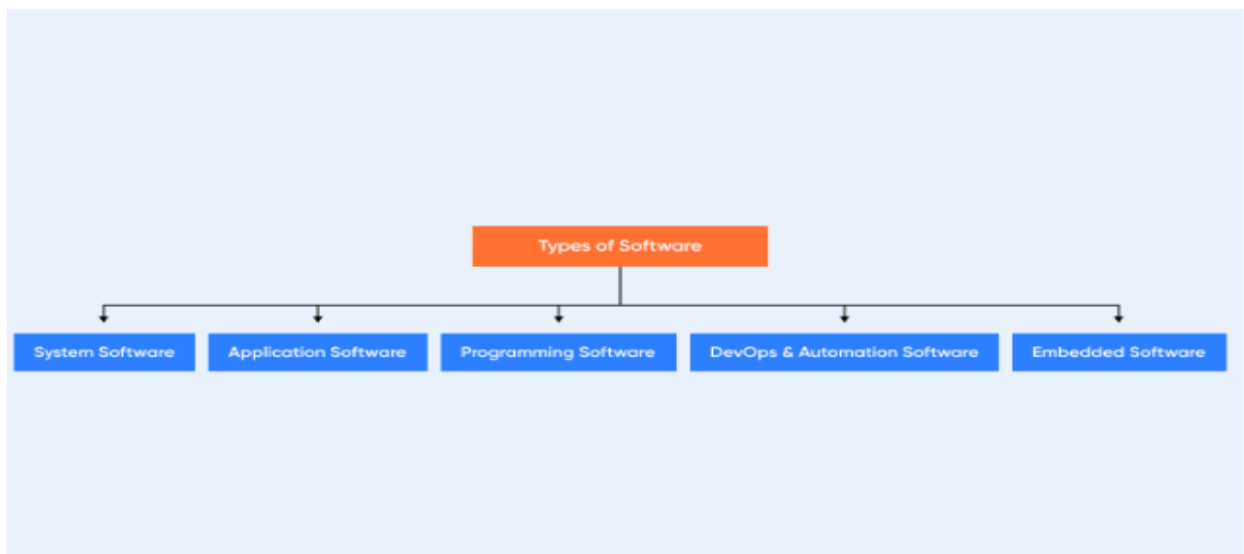 Types of Software
System Software
Application Software
Programming Software
DevOps & Automation Software
Embedded Software